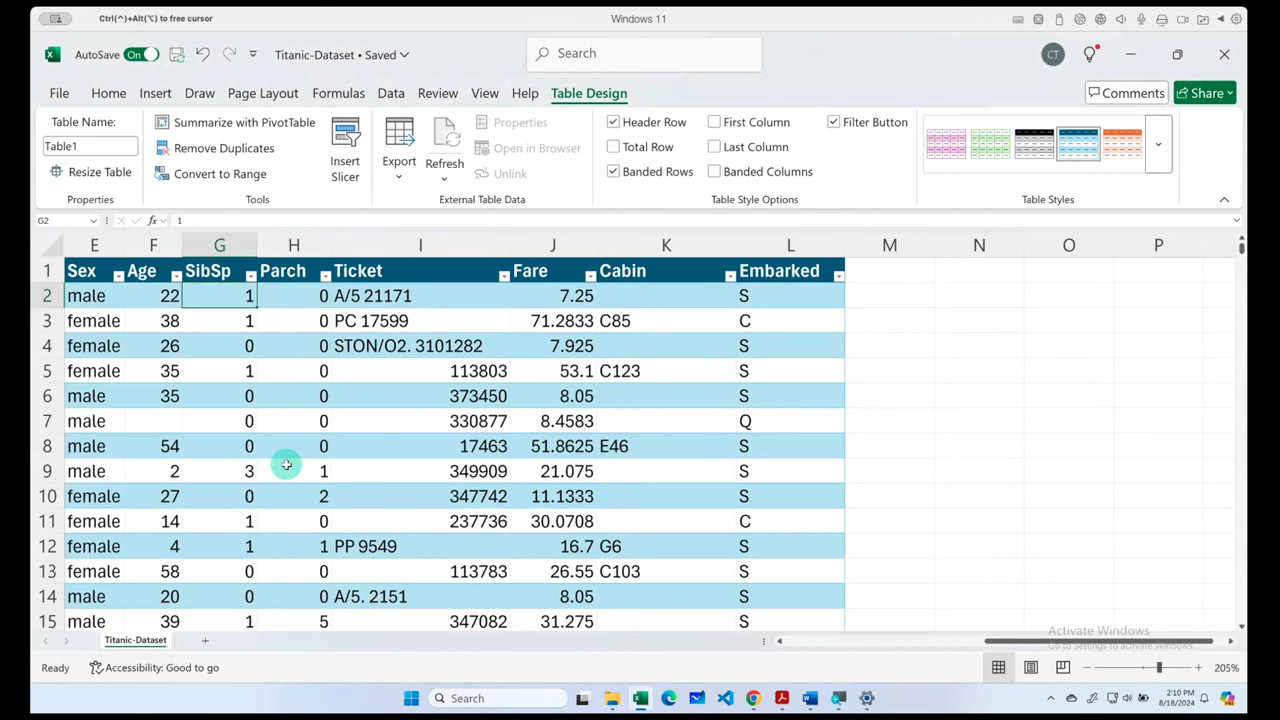 Ctrl(^)+Alt(⌥) to free cursor
Windows 11
AutoSave On Titanic-Dataset • Saved Search CT
File Home Insert Draw Page Layout Formulas Data Review View Help Table Design Comments Share
Table Name:
Table1
Resize Table
Properties
Summarize with PivotTable
Remove Duplicates
Convert to Range
Tools
Insert
Slicer
Export
Refresh
Properties
Open in Browser
Unlink
External Table Data
Header Row First Column Filter Button
Total Row Last Column
Banded Rows Banded Columns
Table Style Options
Table Styles
G2 fx 1
E F G H I J K L M N O P
1 Sex Age SibSp Parch Ticket Fare Cabin Embarked
2 male 22 1 0 A/5 21171 7.25 S
3 female 38 1 0 PC 17599 71.2833 C85 C
4 female 26 0 0 STON/O2. 3101282 7.925 S
5 female 35 1 0 113803 53.1 C123 S
6 male 35 0 0 373450 8.05 S
7 male 0 0 330877 8.4583 Q
8 male 54 0 0 17463 51.8625 E46 S
9 male 2 3 1 349909 21.075 S
10 female 27 0 2 347742 11.1333 S
11 female 14 1 0 237736 30.0708 C
12 female 4 1 1 PP 9549 16.7 G6 S
13 female 58 0 0 113783 26.55 C103 S
14 male 20 0 0 A/5. 2151 8.05 S
15 male 39 1 5 347082 31.275 S
Activate Windows
Go to Settings to activate Windows.
Titanic-Dataset
Ready Accessibility: Good to go 205%
Search
2:10 PM
8/18/2024